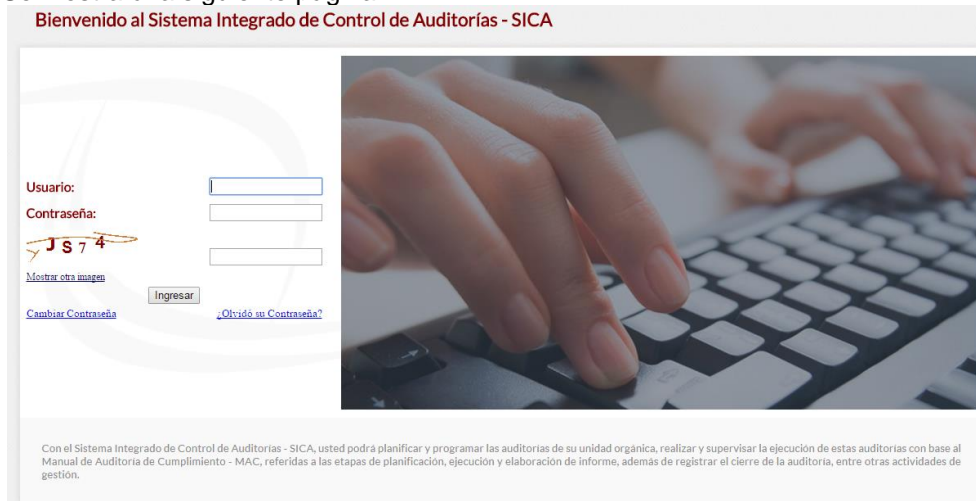 Bienvenido al Sistema Integrado de Control de Auditorías - SICA
Usuario:
Contraseña:
J S 7 4
Mostrar otra imagen
Ingresar
Cambiar Contraseña ¿Olvidó su Contraseña?
Con el Sistema Integrado de Control de Auditorías - SICA, usted podrá planificar y programar las auditorías de su unidad orgánica, realizar y supervisar la ejecución de estas auditorías con base al
Manual de Auditoría de Cumplimiento - MAC, referidas a las etapas de planificación, ejecución y elaboración de informe, además de registrar el cierre de la auditoría, entre otras actividades de
gestión.